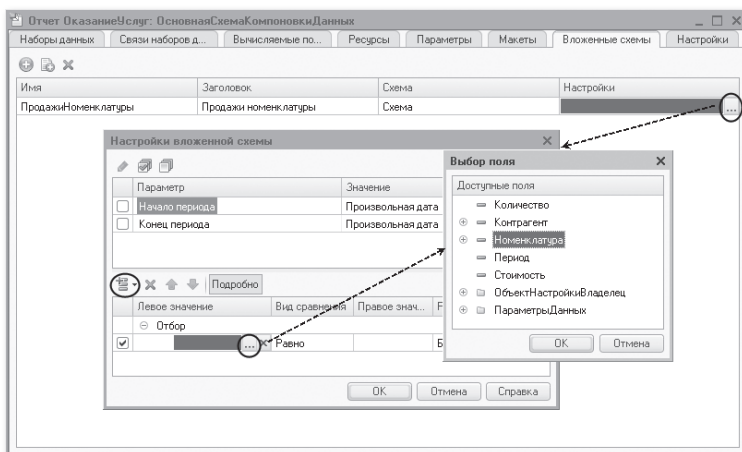 Отчет ОказаниеУслуг: ОсновнаяСхемаКомпоновкиДанных
Наборы данных Связи наборов д... Вычисляемые по... Ресурсы Параметры Макеты Вложенные схемы Настройки
Имя Заголовок Схема Настройки
ПродажиНоменклатуры Продажи номенклатуры Схема ...
Настройки вложенной схемы
Параметр Значение
Начало периода Произвольная дата
Конец периода Произвольная дата
Подробно
Левое значение Вид сравнения Правое знач...
Отбор
... Равно
OK Отмена Справка
Выбор поля
Доступные поля
Количество
Контрагент
Номенклатура
Период
Стоимость
ОбъектНастройкиВладелец
ПараметрыДанных
OK Отмена